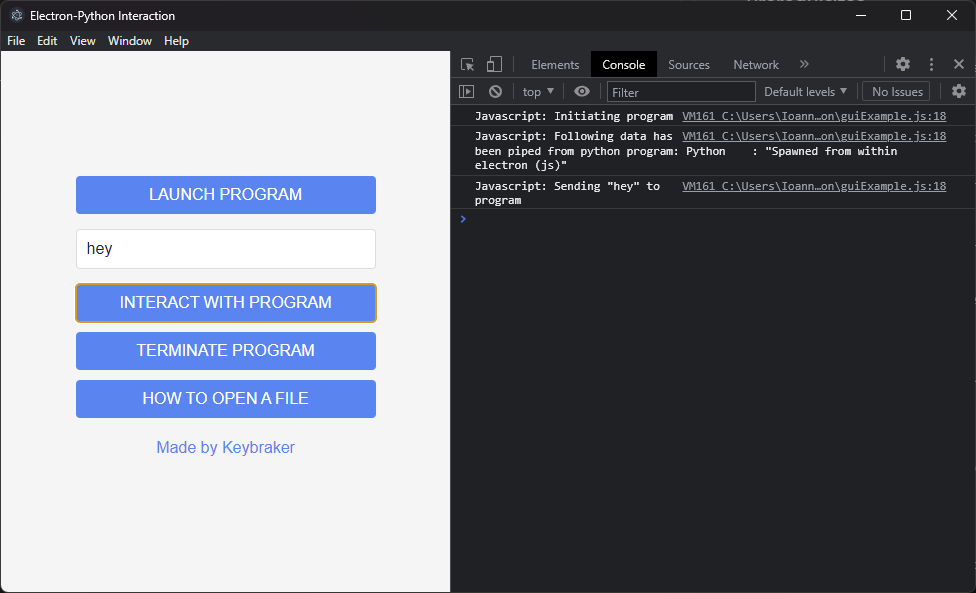 Electron-Python Interaction
File Edit View Window Help
Elements Console Sources Network »
top ▼ Filter Default levels ▼ No Issues
LAUNCH PROGRAM
hey
INTERACT WITH PROGRAM
TERMINATE PROGRAM
HOW TO OPEN A FILE
Made by Keybraker
Javascript: Initiating program VM161 C:\Users\Ioann…on\guiExample.js:18
Javascript: Following data has VM161 C:\Users\Ioann…on\guiExample.js:18
been piped from python program: Python    : "Spawned from within
electron (js)"
Javascript: Sending "hey" to VM161 C:\Users\Ioann…on\guiExample.js:18
program